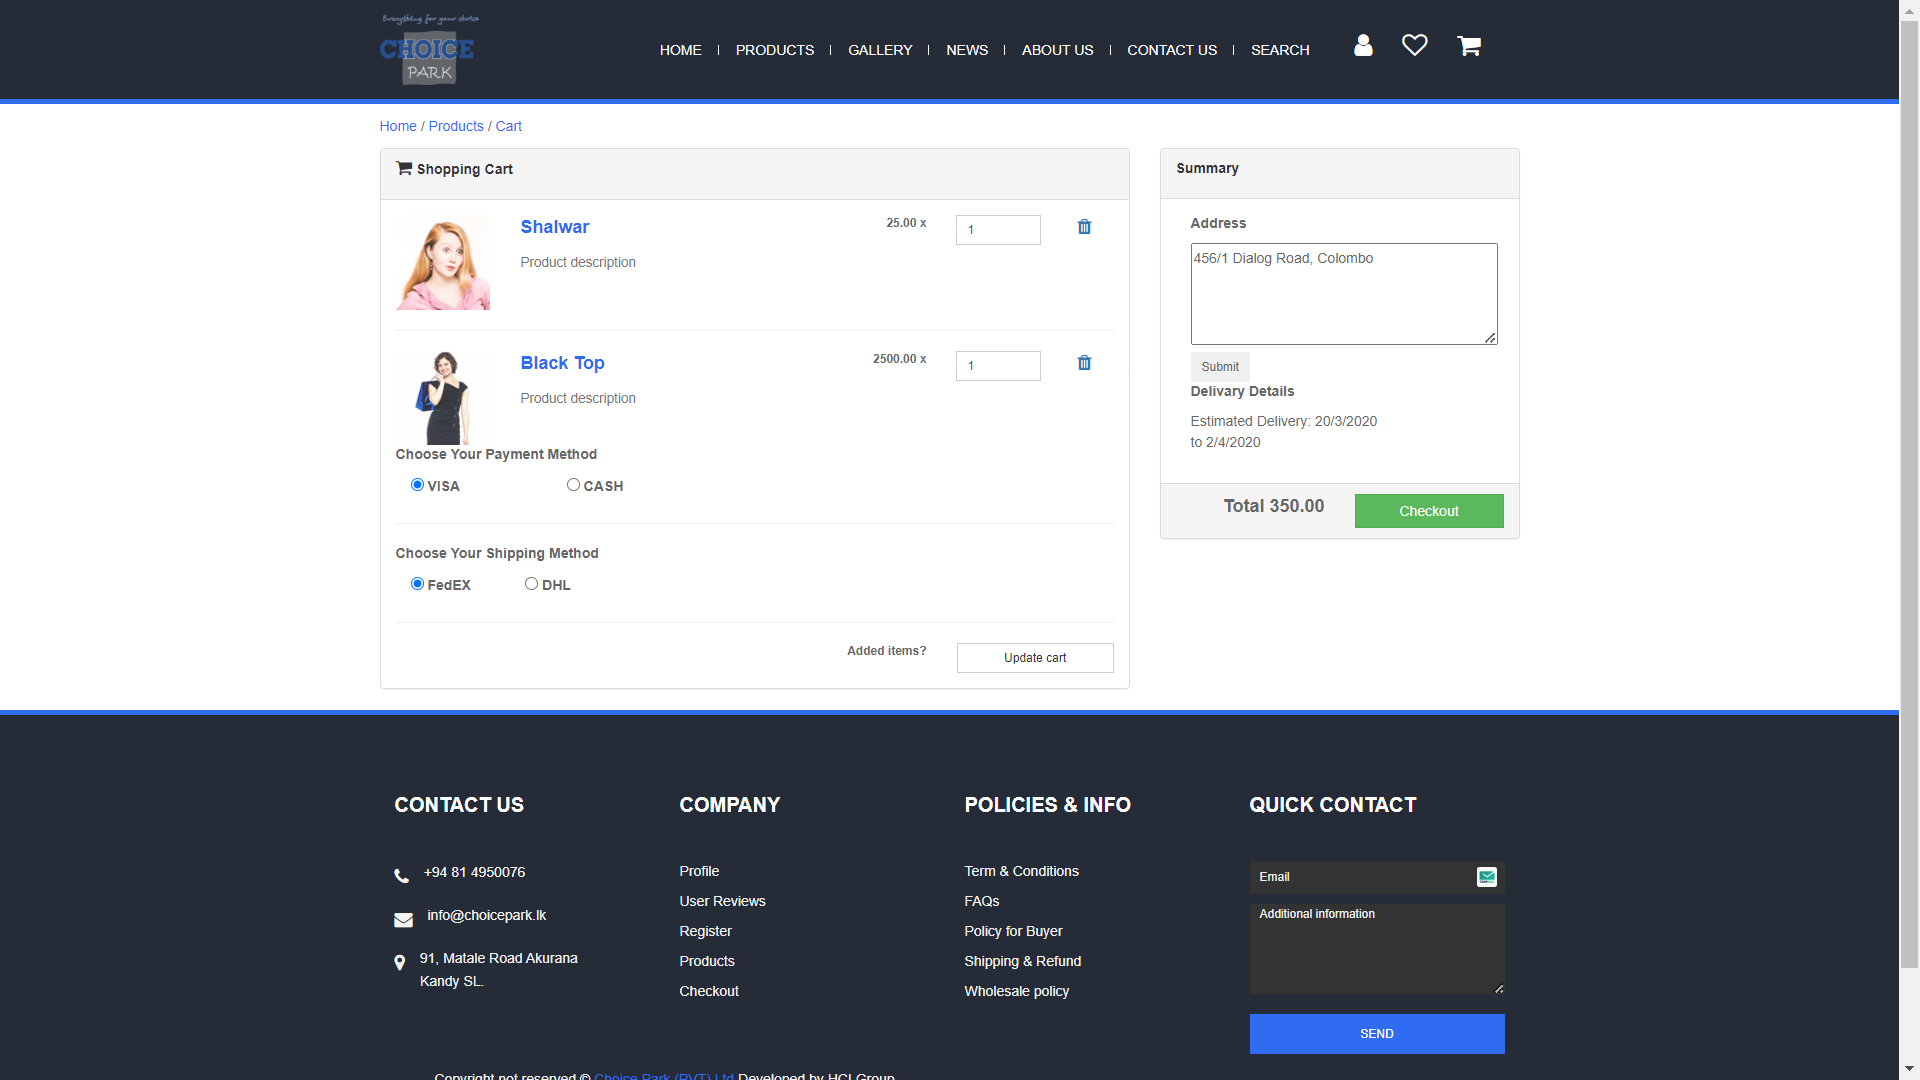 Everything for your choice
CHOICE
PARK
HOME
PRODUCTS
GALLERY
NEWS
ABOUT US
CONTACT US
SEARCH
Home / Products / Cart
Shopping Cart
Shalwar
25.00 x
1
Product description
Black Top
2500.00 x
1
Product description
Choose Your Payment Method
VISA
CASH
Choose Your Shipping Method
FedEX
DHL
Added items?
Update cart
Summary
Address
456/1 Dialog Road, Colombo
Submit
Delivary Details
Estimated Delivery: 20/3/2020
to 2/4/2020
Total 350.00
Checkout
CONTACT US
+94 81 4950076
info@choicepark.lk
91, Matale Road Akurana
Kandy SL.
COMPANY
Profile
User Reviews
Register
Products
Checkout
POLICIES & INFO
Term & Conditions
FAQs
Policy for Buyer
Shipping & Refund
Wholesale policy
QUICK CONTACT
Email
Additional information
SEND
Copyright not reserved © Choice Park (PVT) Ltd Developed by HCI Group